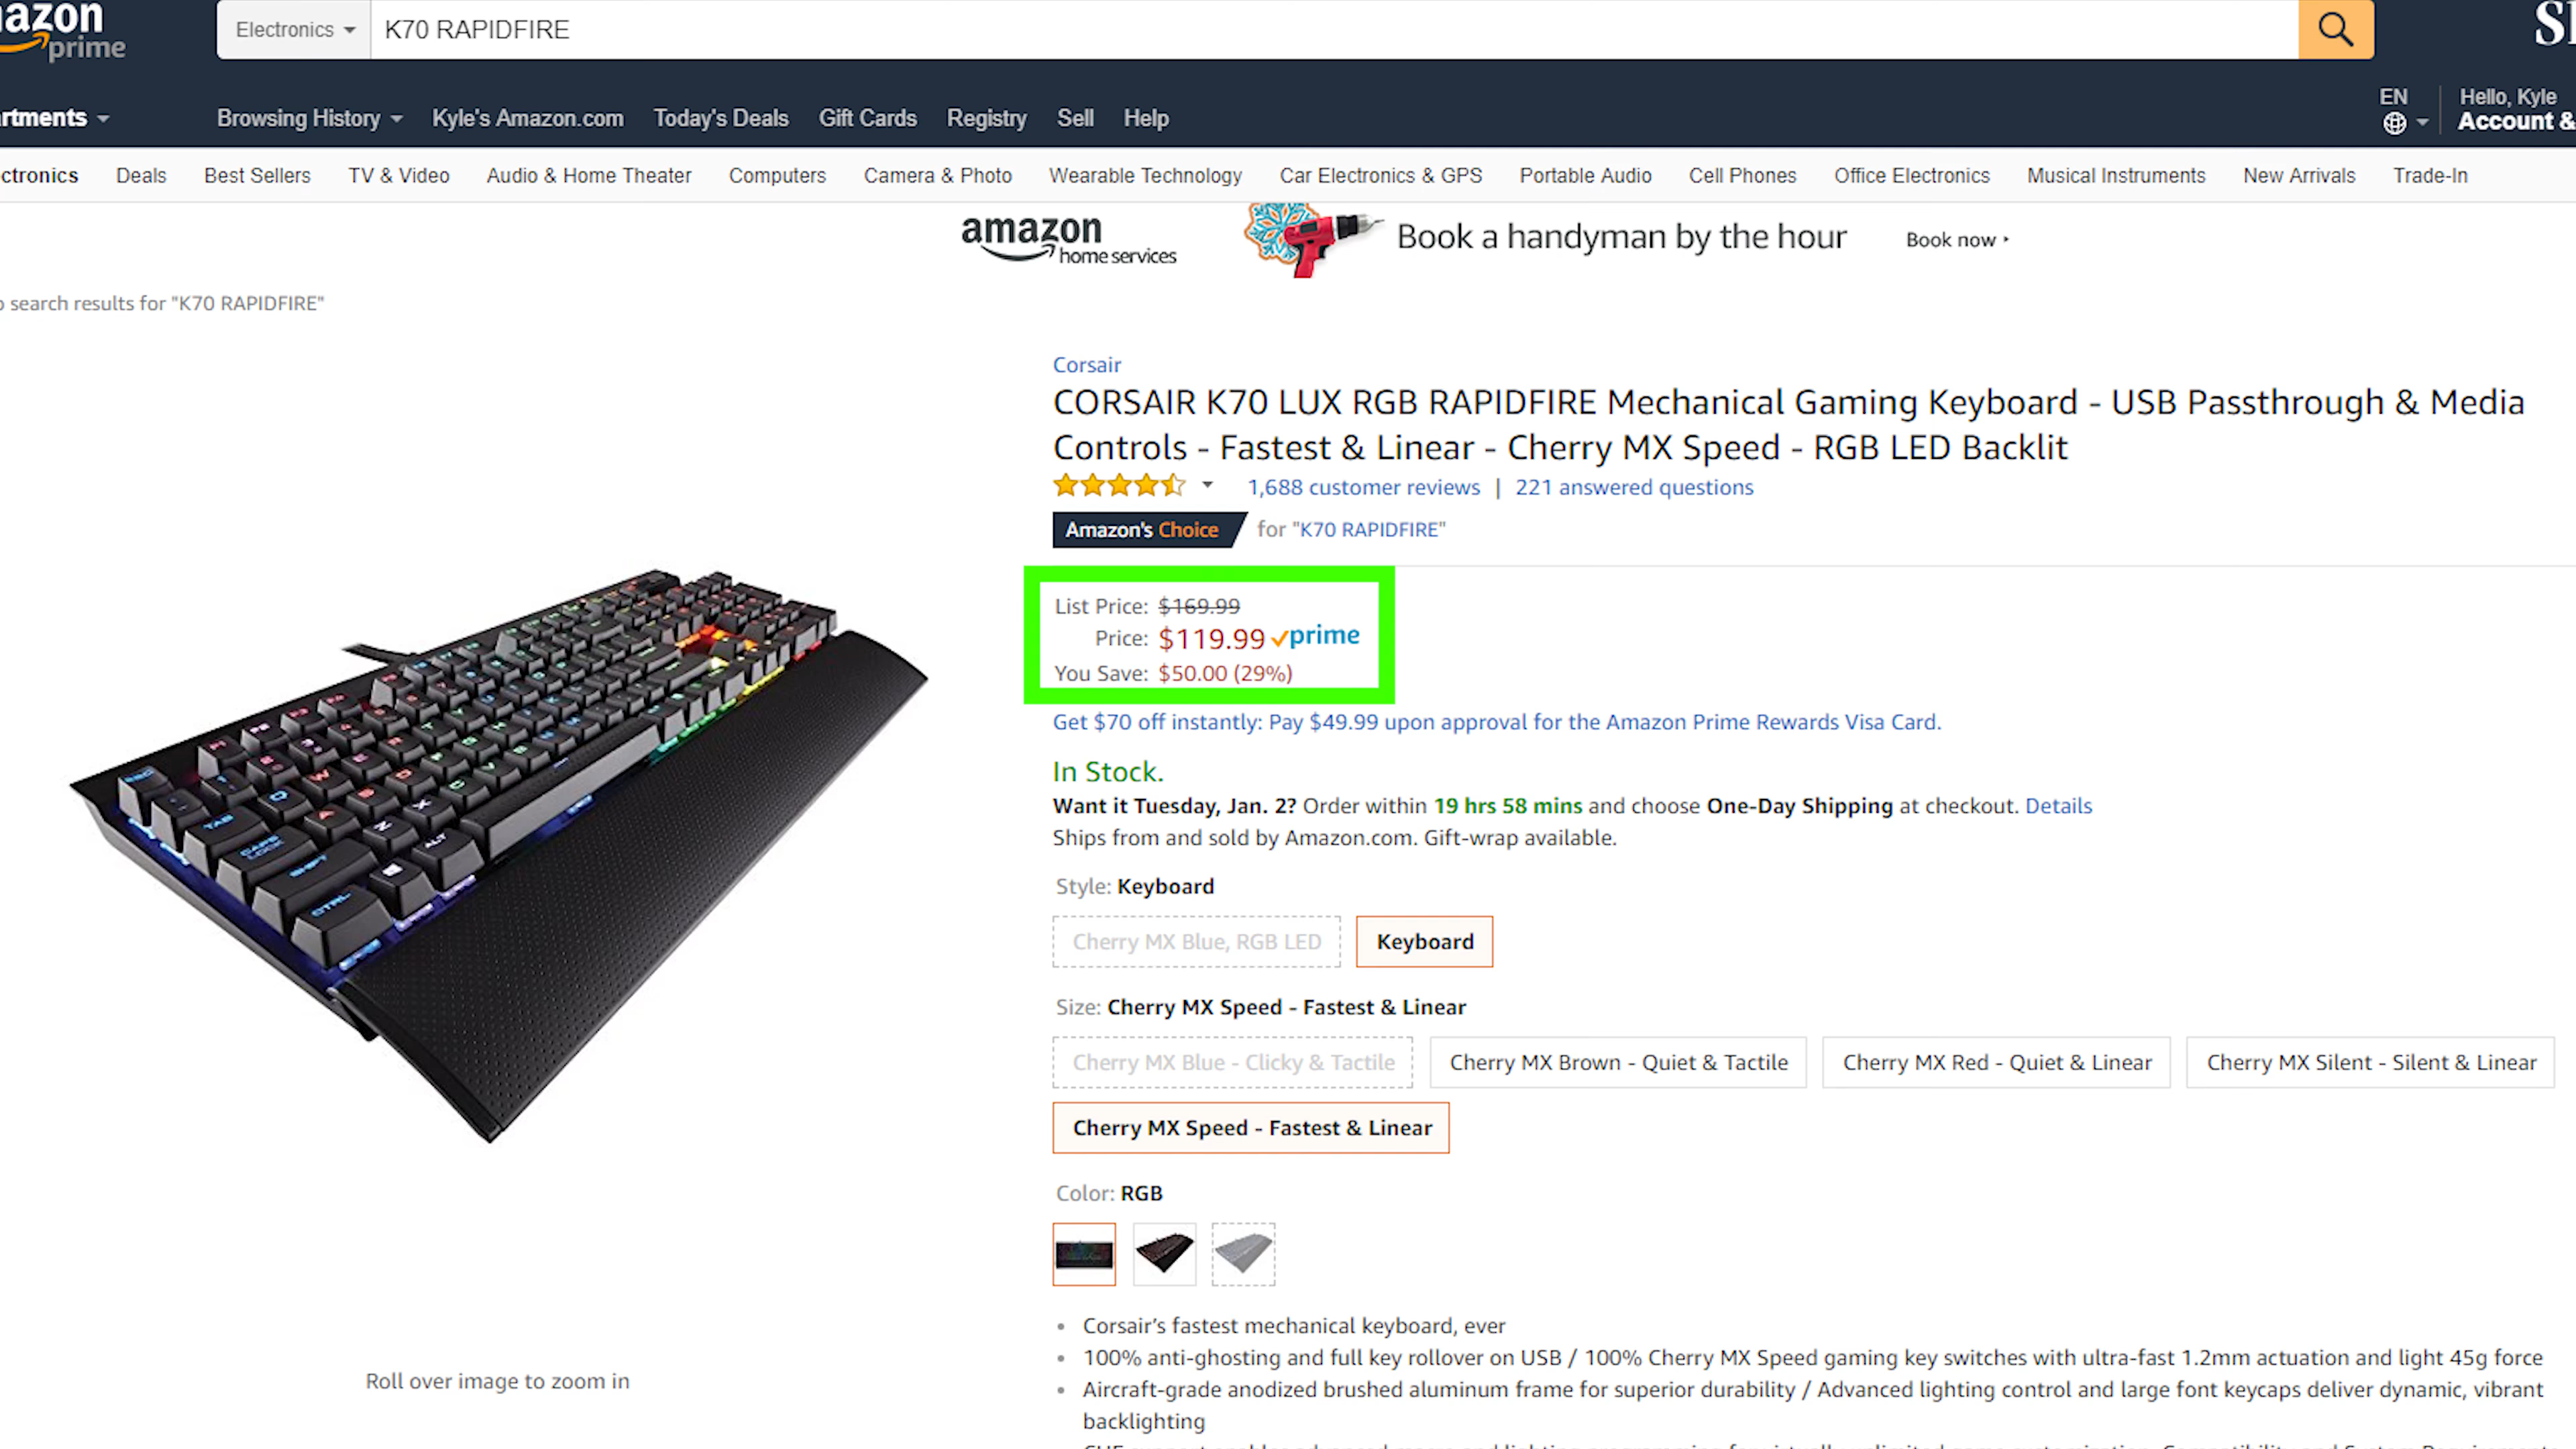 mazon
prime
Electronics
K70 RAPIDFIRE
EN
Hello, Kyle
rtments
Browsing History
Kyle's Amazon.com
Today's Deals
Gift Cards
Registry
Sell
Help
Account &
ctronics
Deals
Best Sellers
TV & Video
Audio & Home Theater
Computers
Camera & Photo
Wearable Technology
Car Electronics & GPS
Portable Audio
Cell Phones
Office Electronics
Musical Instruments
New Arrivals
Trade-In
amazon
home services
Book a handyman by the hour
Book now
search results for "K70 RAPIDFIRE"
Corsair
CORSAIR K70 LUX RGB RAPIDFIRE Mechanical Gaming Keyboard - USB Passthrough & Media
Controls - Fastest & Linear - Cherry MX Speed - RGB LED Backlit
1,688 customer reviews | 221 answered questions
Amazon's Choice for "K70 RAPIDFIRE"
List Price: $169.99
Price: $119.99 prime
You Save: $50.00 (29%)
Get $70 off instantly: Pay $49.99 upon approval for the Amazon Prime Rewards Visa Card.
In Stock.
Want it Tuesday, Jan. 2? Order within 19 hrs 58 mins and choose One-Day Shipping at checkout. Details
Ships from and sold by Amazon.com. Gift-wrap available.
Style: Keyboard
Cherry MX Blue, RGB LED
Keyboard
Size: Cherry MX Speed - Fastest & Linear
Cherry MX Blue - Clicky & Tactile
Cherry MX Brown - Quiet & Tactile
Cherry MX Red - Quiet & Linear
Cherry MX Silent - Silent & Linear
Cherry MX Speed - Fastest & Linear
Color: RGB
Corsair’s fastest mechanical keyboard, ever
100% anti-ghosting and full key rollover on USB / 100% Cherry MX Speed gaming key switches with ultra-fast 1.2mm actuation and light 45g force
Aircraft-grade anodized brushed aluminum frame for superior durability / Advanced lighting control and large font keycaps deliver dynamic, vibrant
backlighting
Roll over image to zoom in